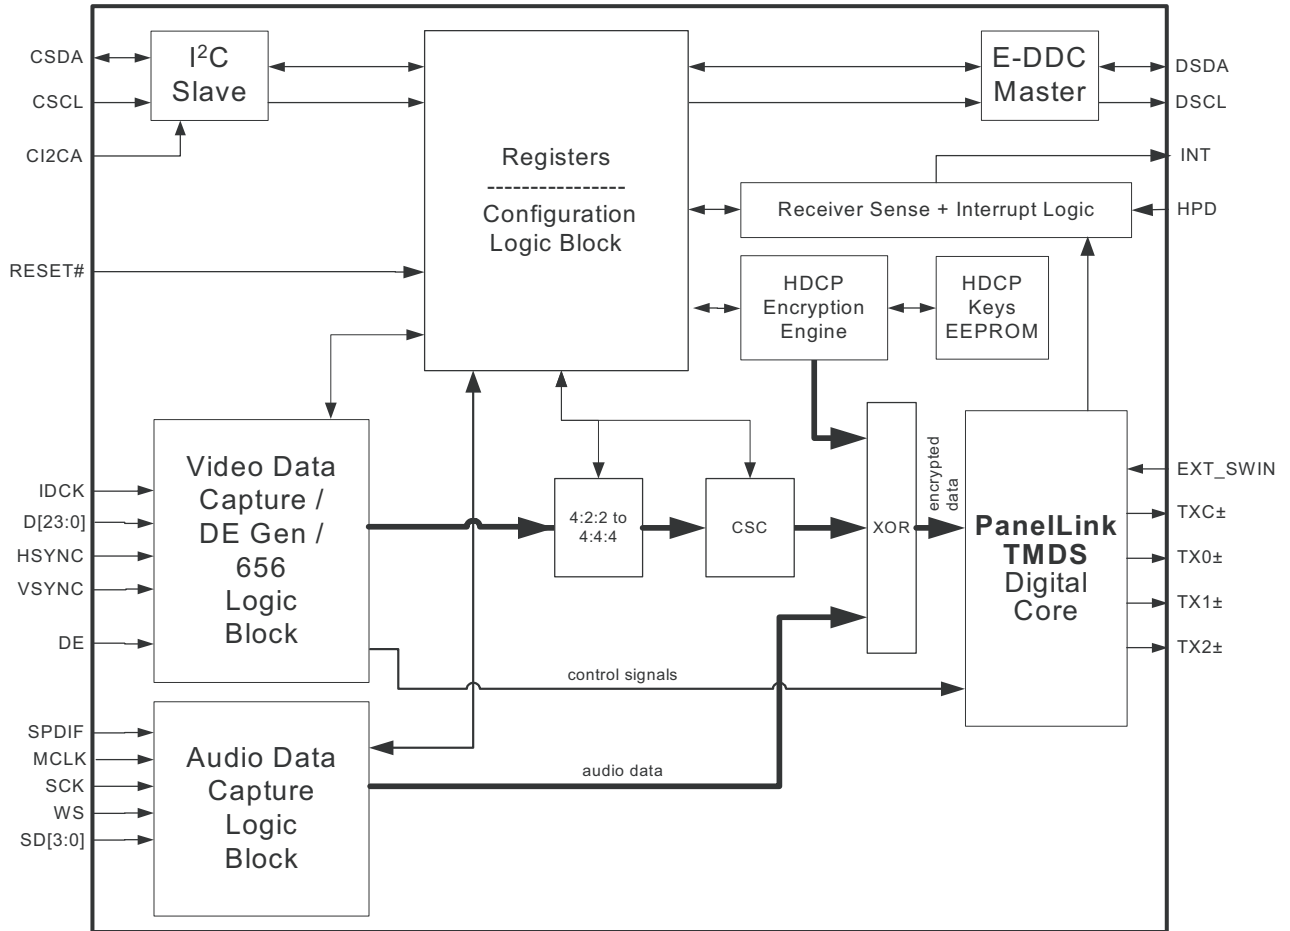 CSDA
CSCL
CI2CA
RESET#
I²C
Slave
Registers
---------------
Configuration
Logic Block
E-DDC
Master
DSDA
DSCL
INT
HPD
Receiver Sense + Interrupt Logic
HDCP
Encryption
Engine
HDCP
Keys
EEPROM
IDCK
D[23:0]
HSYNC
VSYNC
DE
Video Data
Capture /
DE Gen /
656
Logic
Block
4:2:2 to
4:4:4
CSC
XOR
encrypted
data
PanelLink
TMDS
Digital
Core
EXT_SWIN
TXC±
TX0±
TX1±
TX2±
control signals
SPDIF
MCLK
SCK
WS
SD[3:0]
Audio Data
Capture
Logic
Block
audio data